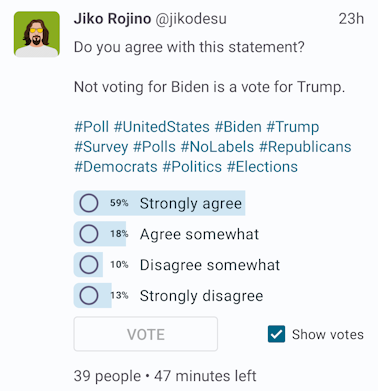 Jiko Rojino @jikodesu 23h
Do you agree with this statement?
Not voting for Biden is a vote for Trump.
#Poll #UnitedStates #Biden #Trump
#Survey #Polls #NoLabels #Republicans
#Democrats #Politics #Elections
59% Strongly agree
18% Agree somewhat
10% Disagree somewhat
13% Strongly disagree
VOTE Show votes
39 people • 47 minutes left